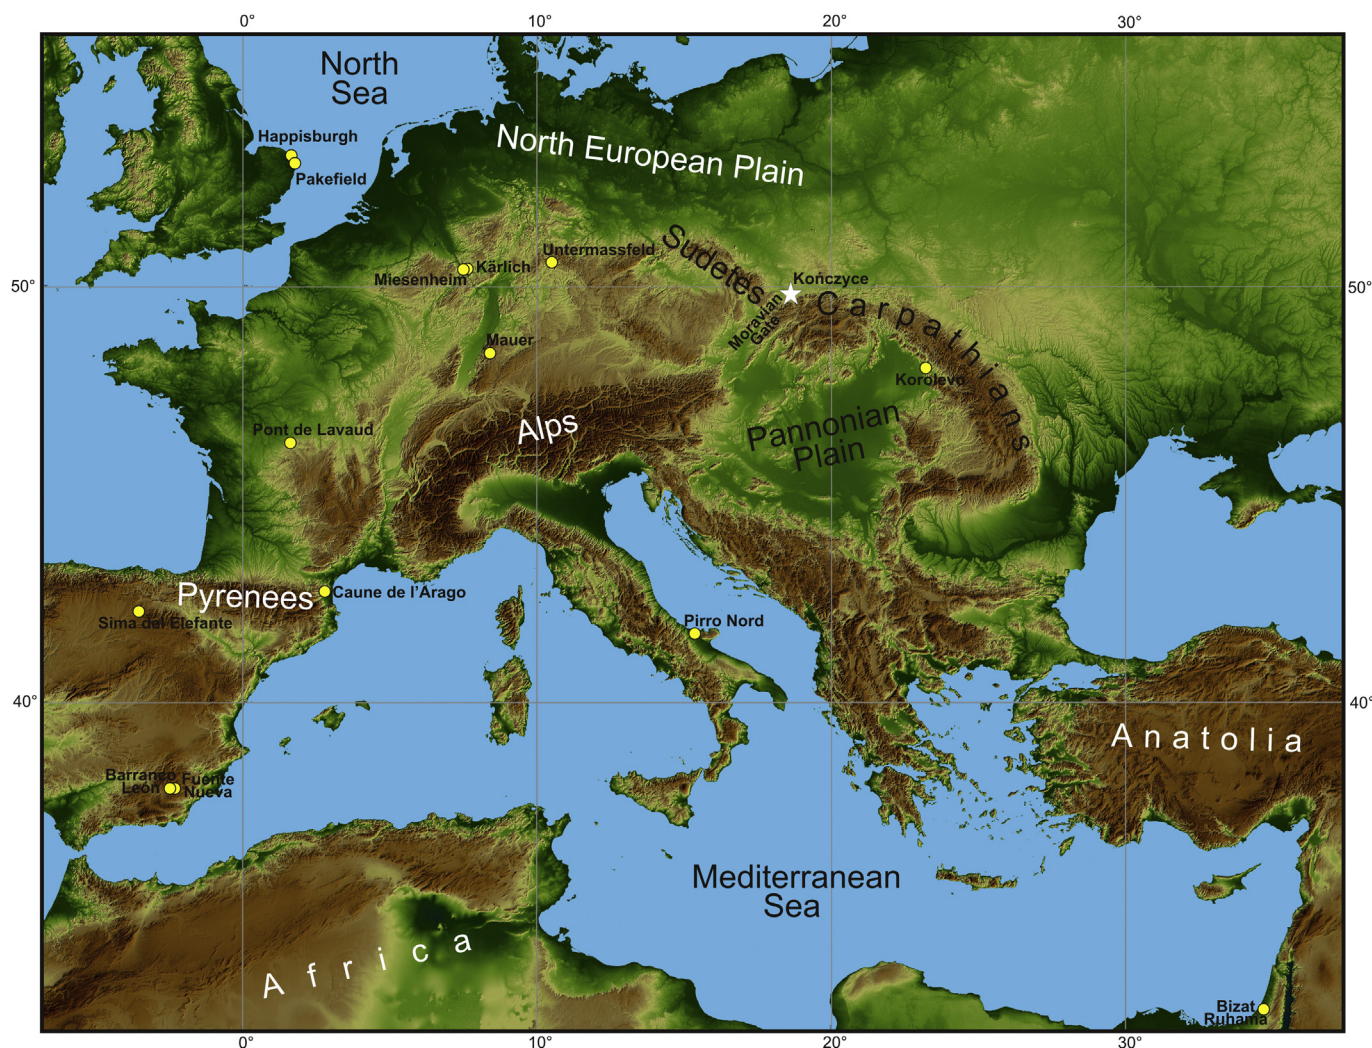 0°
10°
20°
30°
North
Sea
Happisburgh
Pakefield
North European Plain
Sudetes
Untermassfeld
Kärlich
Miesenheim
Kończyce
50°
50°
Carpathians
Moravian
Gate
Mauer
Korolevo
Pont de Lavaud
Alps
Pannonian
Plain
Pyrenees
Caune de l'Arago
Sima del Elefante
Pirro Nord
40°
40°
Anatolia
Barranco
León
Fuente
Nueva
Mediterranean
Sea
Africa
Bizat
Ruhama
0°
10°
20°
30°